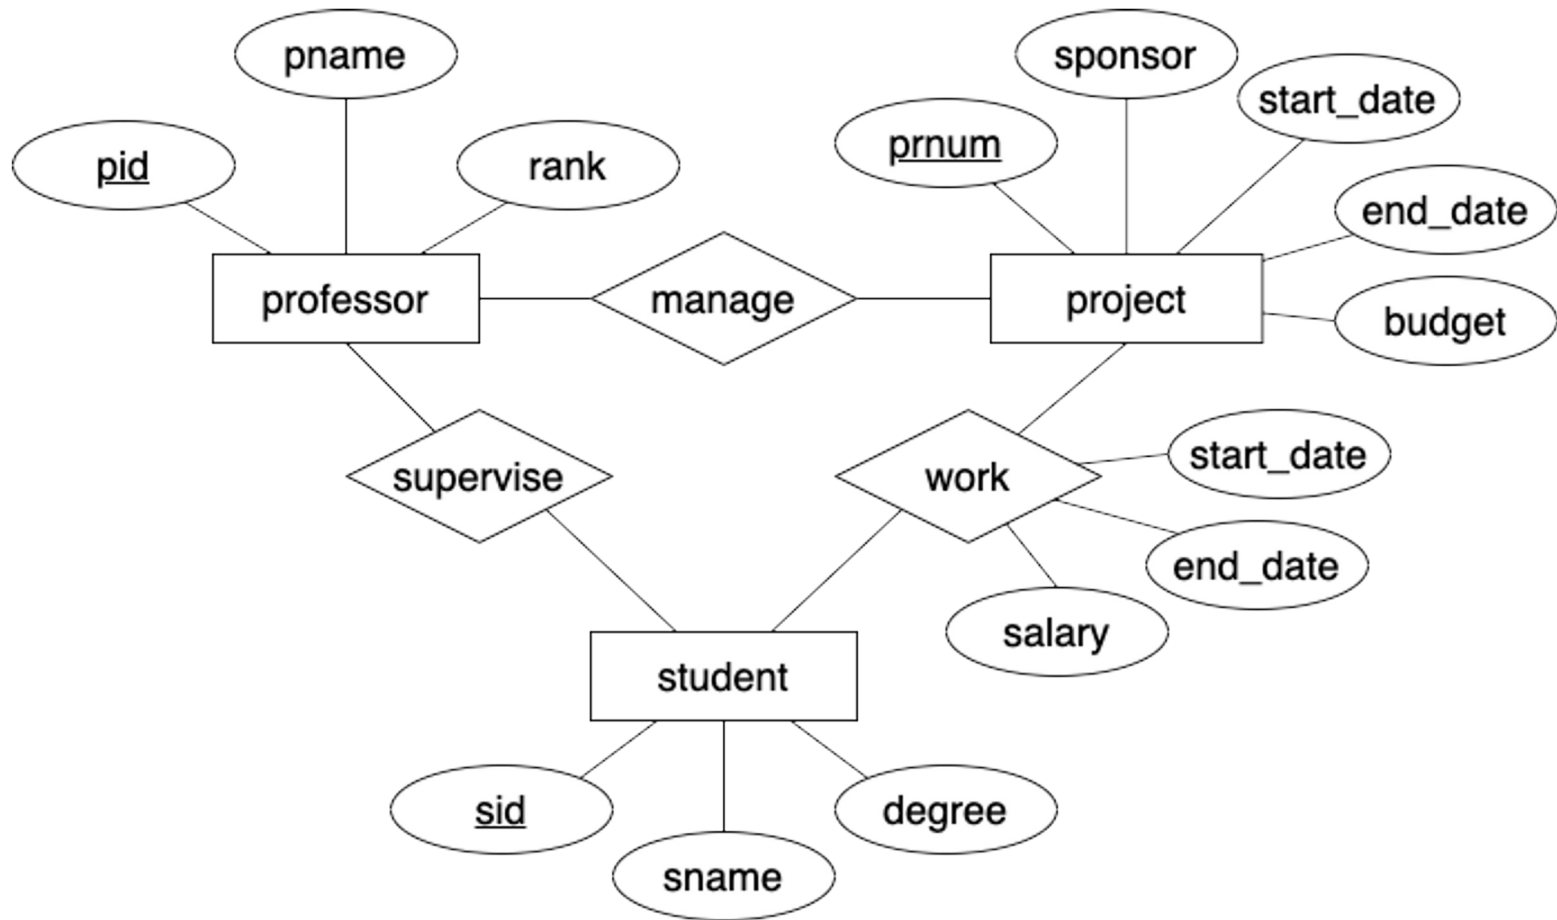 pname
sponsor
start_date
prnum
pid
rank
end_date
professor
manage
project
budget
supervise
work
start_date
end_date
salary
student
sid
degree
sname